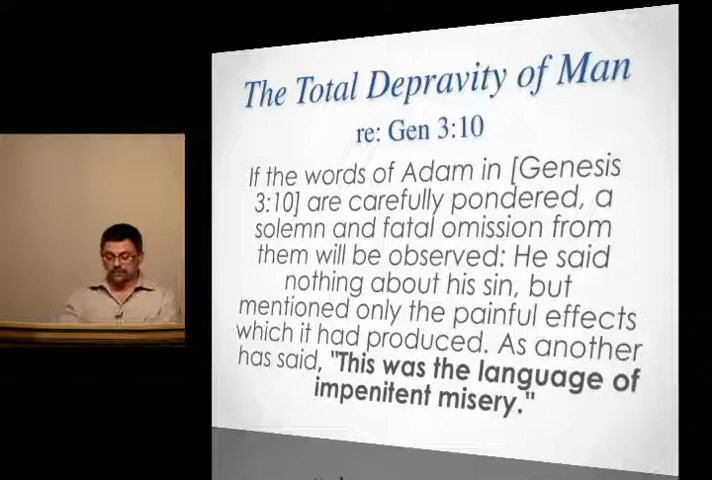 The Total Depravity of Man
re: Gen 3:10
If the words of Adam in [Genesis
3:10] are carefully pondered, a
solemn and fatal omission from
them will be observed: He said
nothing about his sin, but
mentioned only the painful effects
which it had produced. As another
has said, "This was the language of
impenitent misery."